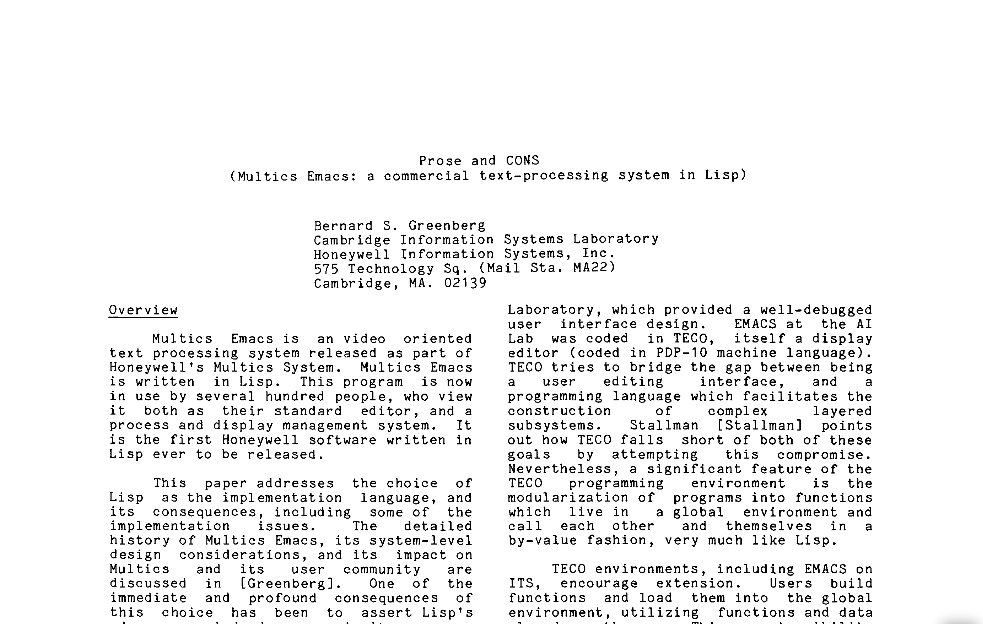 Prose and CONS
(Multics Emacs: a commercial text-processing system in Lisp)
Bernard S. Greenberg
Cambridge Information Systems Laboratory
Honeywell Information Systems, Inc.
575 Technology Sq. (Mail Sta. MA22)
Cambridge, MA. 02139
Overview
Multics Emacs is an video oriented
text processing system released as part of
Honeywell's Multics System. Multics Emacs
is written in Lisp. This program is now
in use by several hundred people, who view
it both as their standard editor, and a
process and display management system. It
is the first Honeywell software written in
Lisp ever to be released.
This paper addresses the choice of
Lisp as the implementation language, and
its consequences, including some of the
implementation issues. The detailed
history of Multics Emacs, its system-level
design considerations, and its impact on
Multics and its user community are
discussed in [Greenberg]. One of the
immediate and profound consequences of
this choice has been to assert Lisp's
Laboratory, which provided a well-debugged
user interface design. EMACS at the AI
Lab was coded in TECO, itself a display
editor (coded in PDP-10 machine language).
TECO tries to bridge the gap between being
a user editing interface, and a
programming language which facilitates the
construction of complex layered
subsystems. Stallman [Stallman] points
out how TECO falls short of both of these
goals by attempting this compromise.
Nevertheless, a significant feature of the
TECO programming environment is the
modularization of programs into functions
which live in a global environment and
call each other and themselves in a
by-value fashion, very much like Lisp.
TECO environments, including EMACS on
ITS, encourage extension. Users build
functions and load them into the global
environment, utilizing functions and data